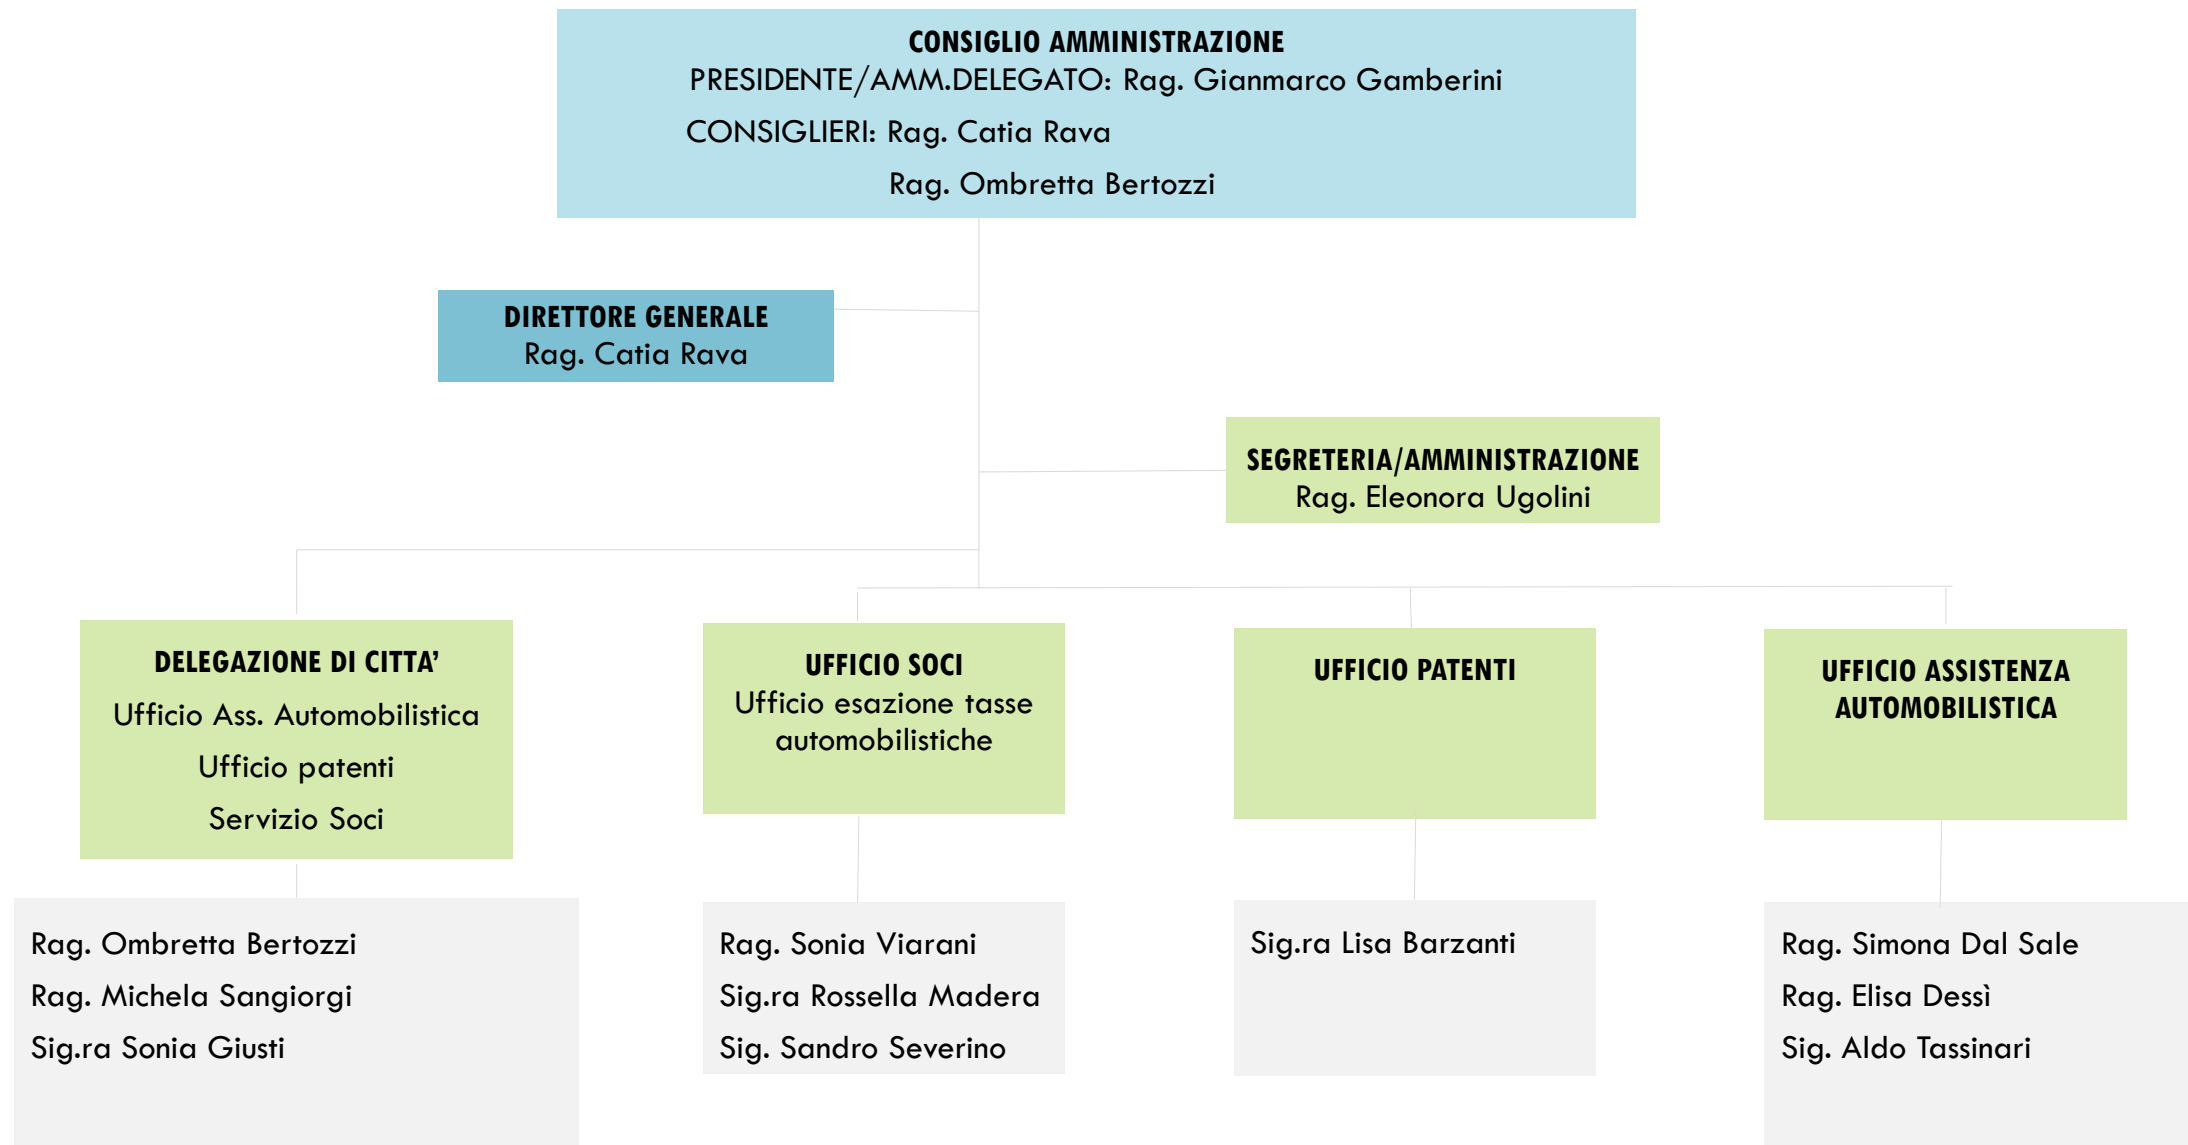 CONSIGLIO AMMINISTRAZIONE
PRESIDENTE/AMM.DELEGATO: Rag. Gianmarco Gamberini
CONSIGLIERI: Rag. Catia Rava
Rag. Ombretta Bertozzi
DIRETTORE GENERALE
Rag. Catia Rava
SEGRETERIA/AMMINISTRAZIONE
Rag. Eleonora Ugolini
DELEGAZIONE DI CITTA’
Ufficio Ass. Automobilistica
Ufficio patenti
Servizio Soci
UFFICIO SOCI
Ufficio esazione tasse
automobilistiche
UFFICIO PATENTI
UFFICIO ASSISTENZA
AUTOMOBILISTICA
Rag. Ombretta Bertozzi
Rag. Michela Sangiorgi
Sig.ra Sonia Giusti
Rag. Sonia Viarani
Sig.ra Rossella Madera
Sig. Sandro Severino
Sig.ra Lisa Barzanti
Rag. Simona Dal Sale
Rag. Elisa Dessì
Sig. Aldo Tassinari